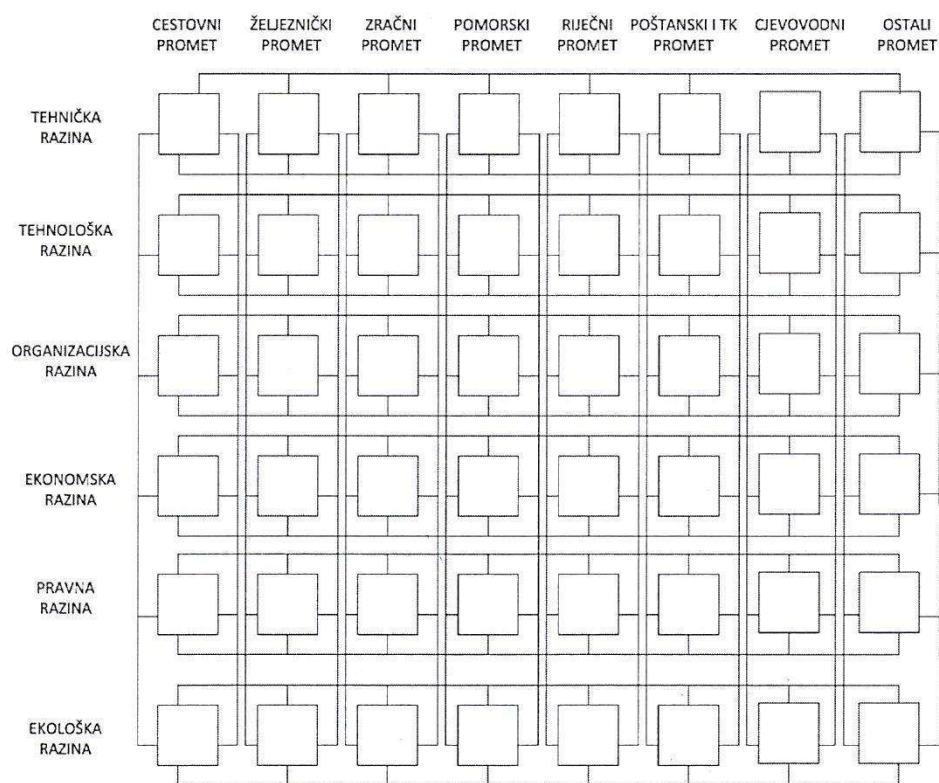 CESTOVNI PROMET
ŽELJEZNIČKI PROMET
ZRAČNI PROMET
POMORSKI PROMET
RIJEČNI PROMET
POŠTANSKI I TK PROMET
CJEVOVODNI PROMET
OSTALI PROMET
TEHNIČKA
RAZINA
TEHNOLOŠKA
RAZINA
ORGANIZACIJSKA
RAZINA
EKONOMSKA
RAZINA
PRAVNA
RAZINA
EKOLOŠKA
RAZINA